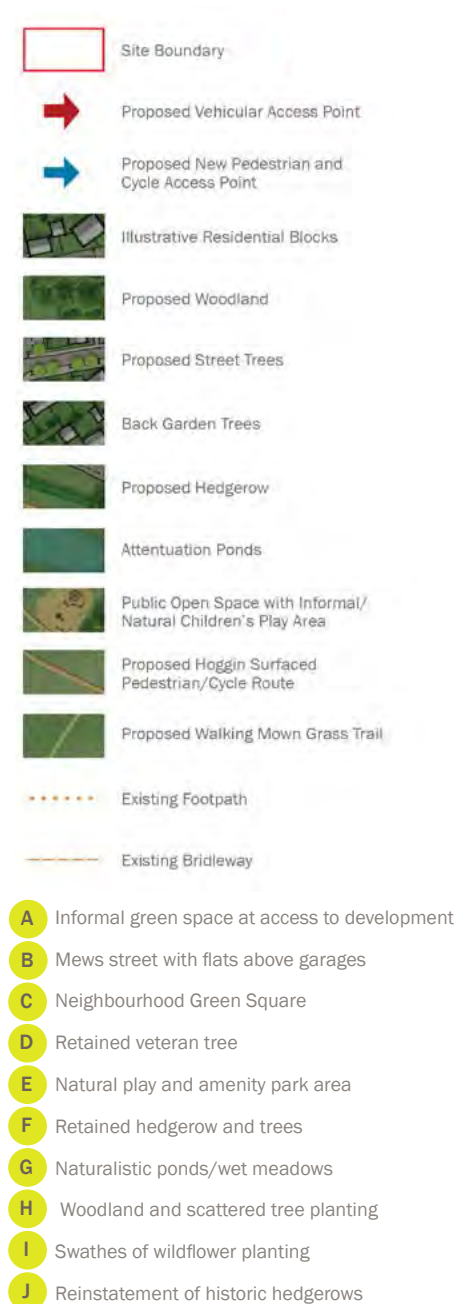 Site Boundary
Proposed Vehicular Access Point
Proposed New Pedestrian and
Cycle Access Point
Illustrative Residential Blocks
Proposed Woodland
Proposed Street Trees
Back Garden Trees
Proposed Hedgerow
Attentuation Ponds
Public Open Space with Informal/
Natural Children's Play Area
Proposed Hoggin Surfaced
Pedestrian/Cycle Route
Proposed Walking Mown Grass Trail
Existing Footpath
Existing Bridleway
A Informal green space at access to development
B Mews street with flats above garages
C Neighbourhood Green Square
D Retained veteran tree
E Natural play and amenity park area
F Retained hedgerow and trees
G Naturalistic ponds/wet meadows
H Woodland and scattered tree planting
I Swathes of wildflower planting
J Reinstatement of historic hedgerows